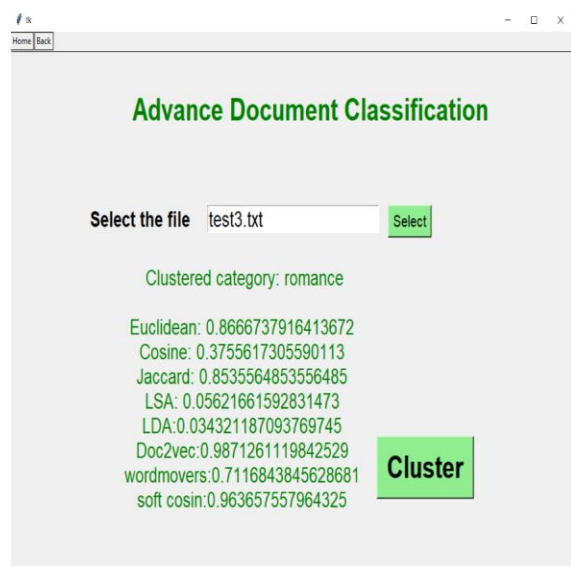 tk
Home Back
Advance Document Classification
Select the file test3.txt Select
Clustered category: romance
Euclidean: 0.8666737916413672
Cosine: 0.3755617305590113
Jaccard: 0.8535564853556485
LSA: 0.05621661592831473
LDA:0.034321187093769745
Doc2vec:0.9871261119842529
wordmovers:0.7116843845628681
soft cosin:0.963657557964325
Cluster